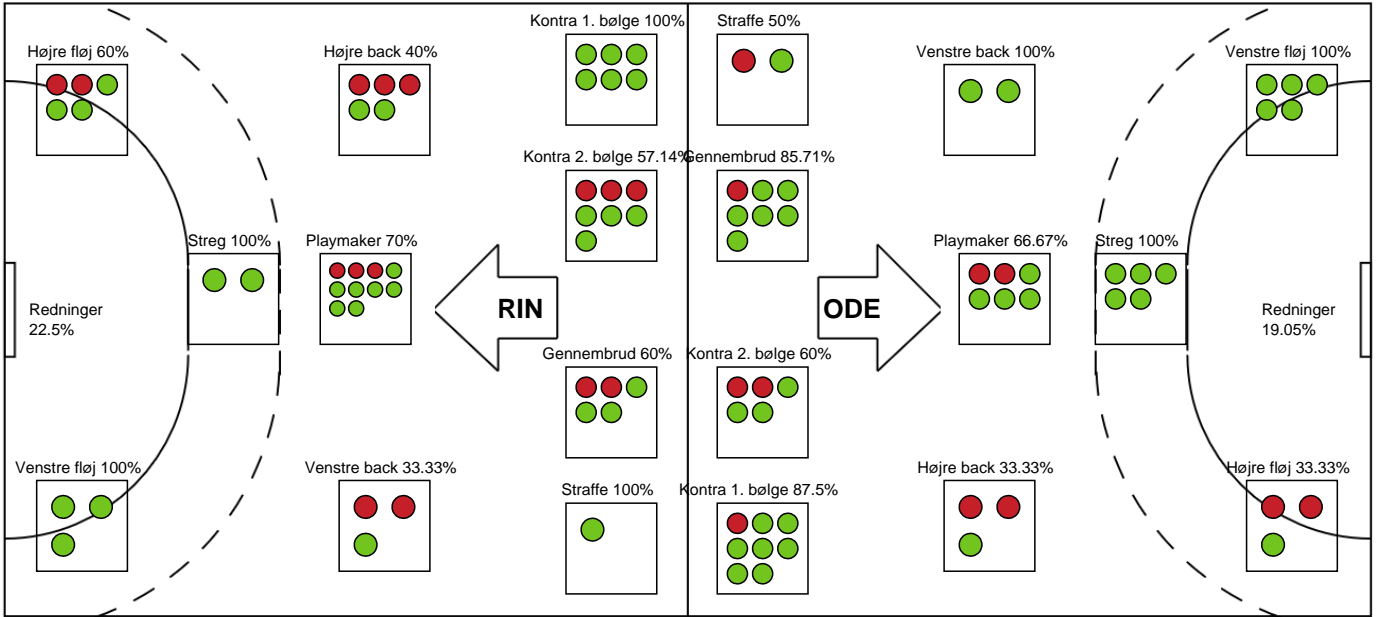 Kontra 1. bølge 100%
Straffe 50%
Højre fløj 60%
Højre back 40%
Venstre back 100%
Venstre fløj 100%
Kontra 2. bølge 57.14%
Gennembrud 85.71%
Streg 100%
Playmaker 70%
Playmaker 66.67%
Streg 100%
Redninger
22.5%
RIN
ODE
Redninger
19.05%
Gennembrud 60%
Kontra 2. bølge 60%
Venstre fløj 100%
Venstre back 33.33%
Højre back 33.33%
Højre fløj 33.33%
Straffe 100%
Kontra 1. bølge 87.5%